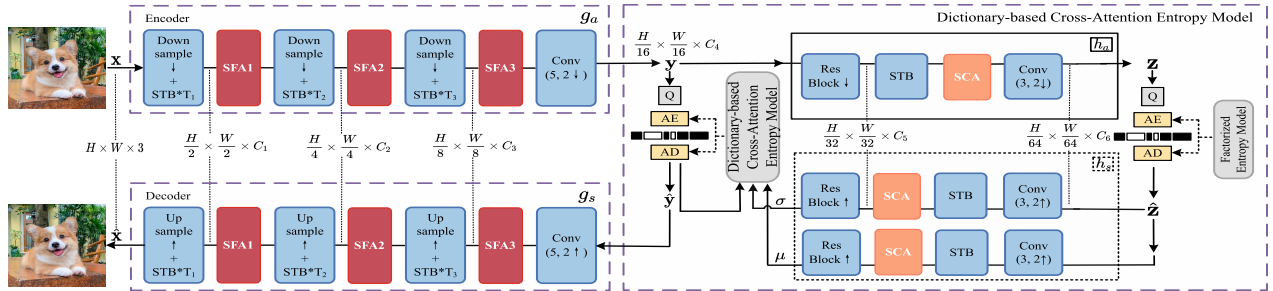 Encoder
g_a
x
Down
sample
↓
+
STB*T₁
SFA1
Down
sample
↓
+
STB*T₂
SFA2
Down
sample
↓
+
STB*T₃
SFA3
Conv
(5, 2↓)
H × W × 3
H/2 × W/2 × C₁
H/4 × W/4 × C₂
H/8 × W/8 × C₃
Decoder
g_s
x̂
Up
sample
↑
+
STB*T₁
SFA1
Up
sample
↑
+
STB*T₂
SFA2
Up
sample
↑
+
STB*T₃
SFA3
Conv
(5, 2↑)
Dictionary-based Cross-Attention Entropy Model
H/16 × W/16 × C₄
y
Q
AE
AD
ŷ
Dictionary-based
Cross-Attention
Entropy Model
h_a
Res
Block ↓
STB
SCA
Conv
(3, 2↓)
z
Q
AE
AD
ẑ
Factorized
Entropy Model
H/32 × W/32 × C₅
H/64 × W/64 × C₆
h_s
σ
Res
Block ↑
SCA
STB
Conv
(3, 2↑)
μ
Res
Block ↑
SCA
STB
Conv
(3, 2↑)